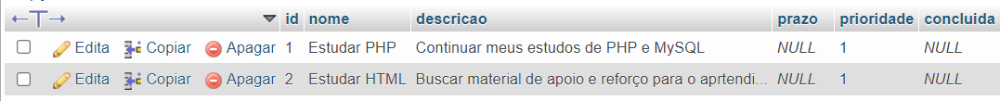 id nome descricao prazo prioridade concluida
Edita Copiar Apagar 1 Estudar PHP Continuar meus estudos de PHP e MySQL NULL 1 NULL
Edita Copiar Apagar 2 Estudar HTML Buscar material de apoio e reforço para o aprtendi... NULL 1 NULL